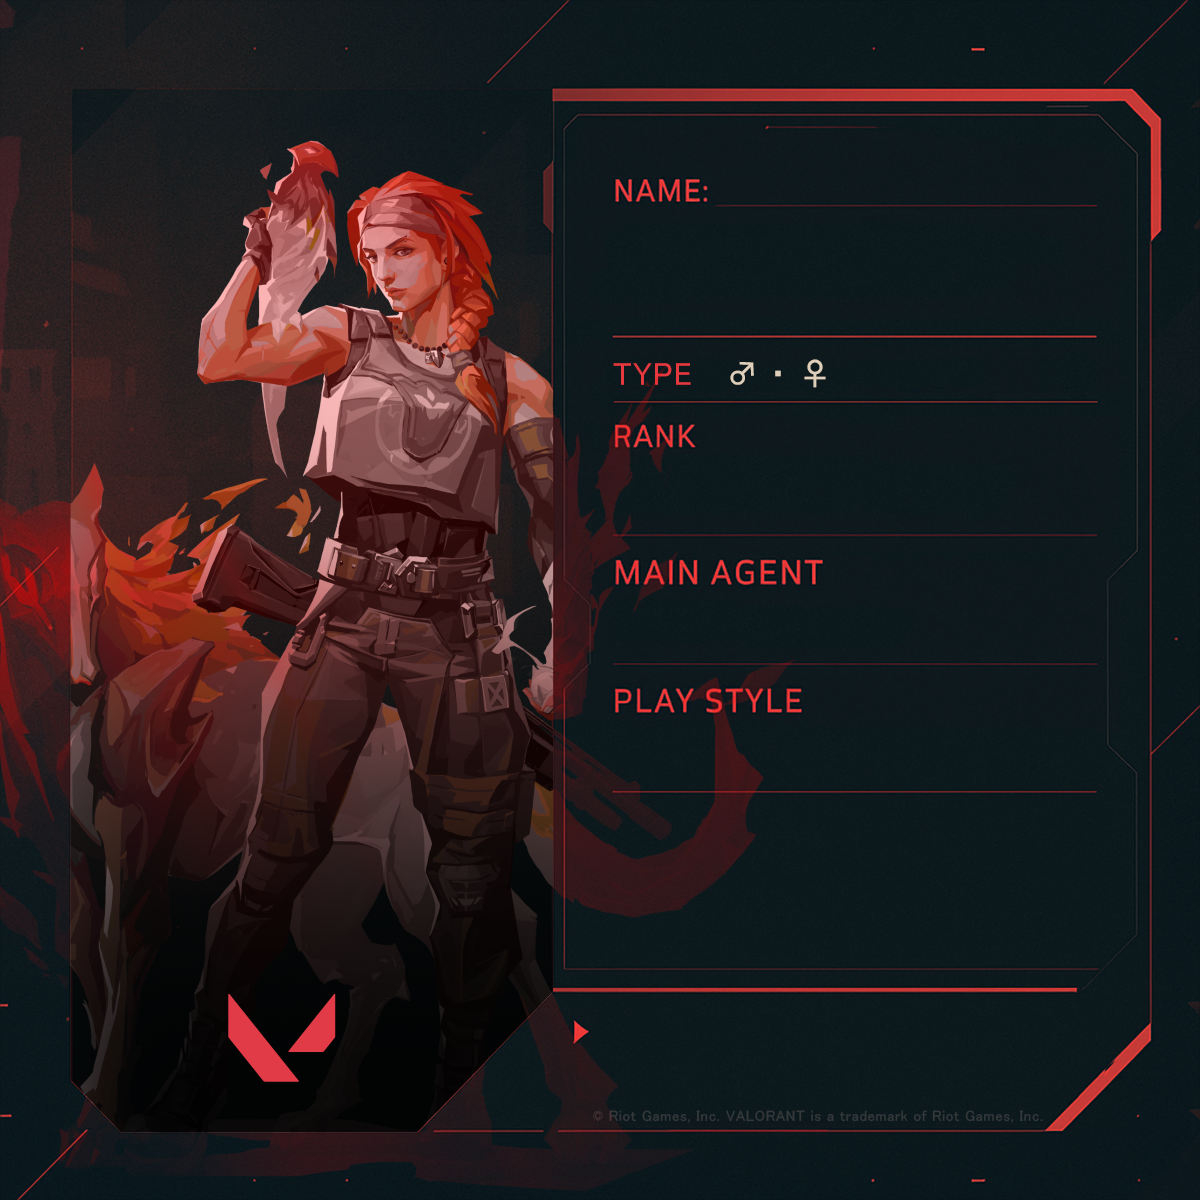 NAME:
TYPE ♂ · ♀
RANK
MAIN AGENT
PLAY STYLE
© Riot Games, Inc. VALORANT is a trademark of Riot Games, Inc.